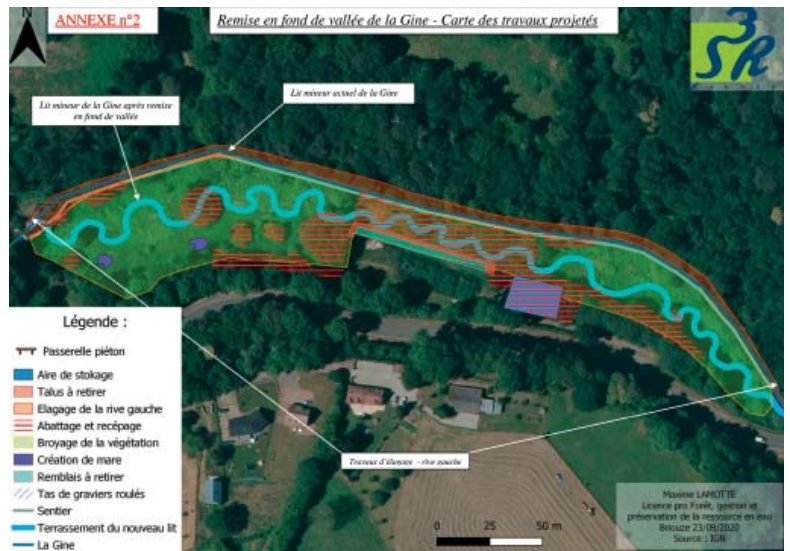 N
ANNEXE n°2
Remise en fond de vallée de la Gine - Carte des travaux projetés
3SR
Lit mineur de la Gine après remise
en fond de vallée
Lit mineur actuel de la Gine
Légende :
Passerelle piéton
Aire de stokage
Talus à retirer
Elagage de la rive gauche
Abattage et recépage
Broyage de la végétation
Création de mare
Remblais à retirer
Tas de graviers roulés
Sentier
Terrassement du nouveau lit
La Gine
Travaux d'élagage - rive gauche
0 25 50 m
Maxime LAMOTTE
Licence pro Forêt, gestion et
préservation de la ressource en eau
Briouze 23/09/2020
Source : IGN